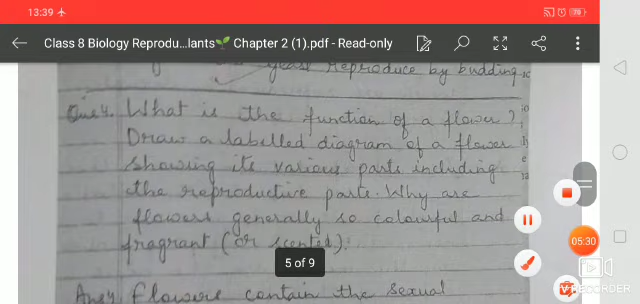 13:39
Class 8 Biology Reprodu...lants🌱 Chapter 2 (1).pdf - Read-only
yeast reproduce by budding
Ques4. What is the function of a flower?
Draw a labelled diagram of a flower
showing its various parts including
the reproductive parts. Why are
flowers generally so colourful and
fragrant (or scented).
05:30
5 of 9
V RECORDER
Ans4 Flowers contain the sexual